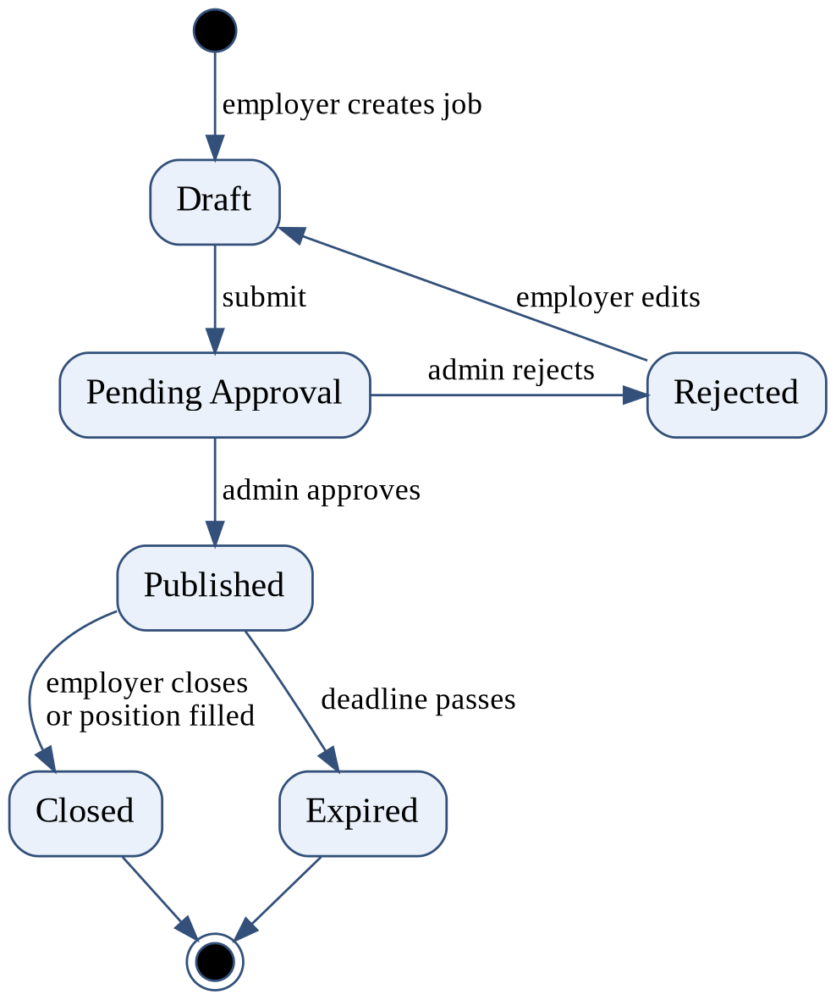 employer creates job
Draft
submit
employer edits
admin rejects
Pending Approval
Rejected
admin approves
Published
employer closes
or position filled
deadline passes
Closed
Expired